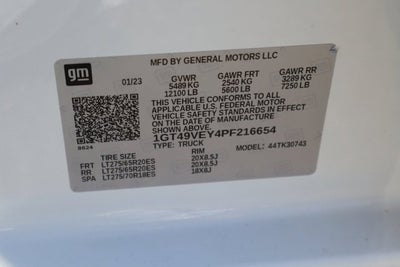 MFD BY GENERAL MOTORS LLC
gm
01/23
GVWR GAWR FRT GAWR RR
5489 KG 2540 KG 3289 KG
12100 LB 5600 LB 7250 LB
THIS VEHICLE CONFORMS TO ALL
APPLICABLE U.S. FEDERAL MOTOR
VEHICLE SAFETY STANDARDS IN EFFECT
ON THE DATE OF MANUFACTURE SHOWN ABOVE.
1GT49VEY4PF216654
8624
TYPE: TRUCK MODEL: 44TK30743
TIRE SIZE RIM
FRT LT275/65R20ES 20X8.5J
RR LT275/65R20ES 20X8.5J
SPA LT275/70R18ES 18X8J